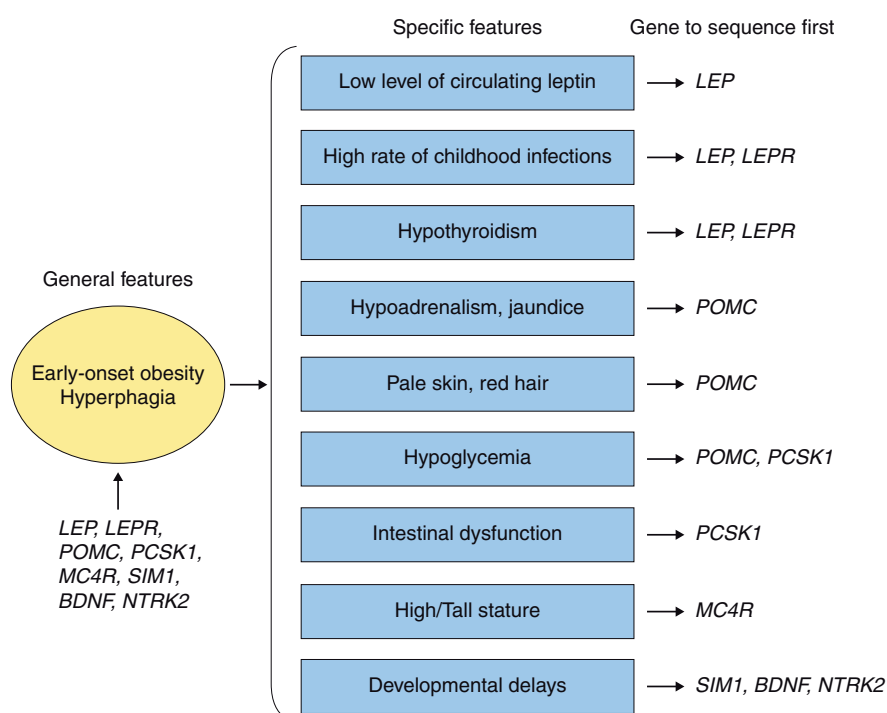 Specific features
Gene to sequence first
Low level of circulating leptin
LEP
High rate of childhood infections
LEP, LEPR
Hypothyroidism
LEP, LEPR
General features
Hypoadrenalism, jaundice
POMC
Early-onset obesity
Hyperphagia
Pale skin, red hair
POMC
Hypoglycemia
POMC, PCSK1
LEP, LEPR,
POMC, PCSK1,
MC4R, SIM1,
BDNF, NTRK2
Intestinal dysfunction
PCSK1
High/Tall stature
MC4R
Developmental delays
SIM1, BDNF, NTRK2